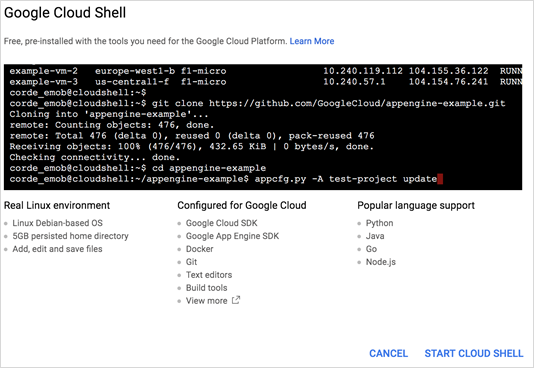 Google Cloud Shell
Free, pre-installed with the tools you need for the Google Cloud Platform. Learn More
example-vm-2 europe-west1-b f1-micro 10.240.119.112 104.155.36.122 RUNN
example-vm-3 us-central1-f f1-micro 10.240.57.1 104.154.76.241 RUNN
corde_emob@cloudshell:~$
corde_emob@cloudshell:~$ git clone https://github.com/GoogleCloud/appengine-example.git
Cloning into 'appengine-example'...
remote: Counting objects: 476, done.
remote: Total 476 (delta 0), reused 0 (delta 0), pack-reused 476
Receiving objects: 100% (476/476), 432.65 KiB | 0 bytes/s, done.
Checking connectivity... done.
corde_emob@cloudshell:~$ cd appengine-example
corde_emob@cloudshell:~/appengine-example$ appcfg.py -A test-project update
Real Linux environment
Linux Debian-based OS
5GB persisted home directory
Add, edit and save files
Configured for Google Cloud
Google Cloud SDK
Google App Engine SDK
Docker
Git
Text editors
Build tools
View more
Popular language support
Python
Java
Go
Node.js
CANCEL START CLOUD SHELL